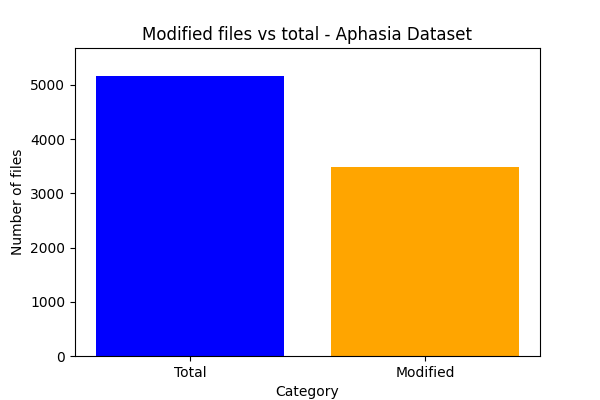 Modified files vs total - Aphasia Dataset
Number of files
5000
4000
3000
2000
1000
0
Total Modified
Category